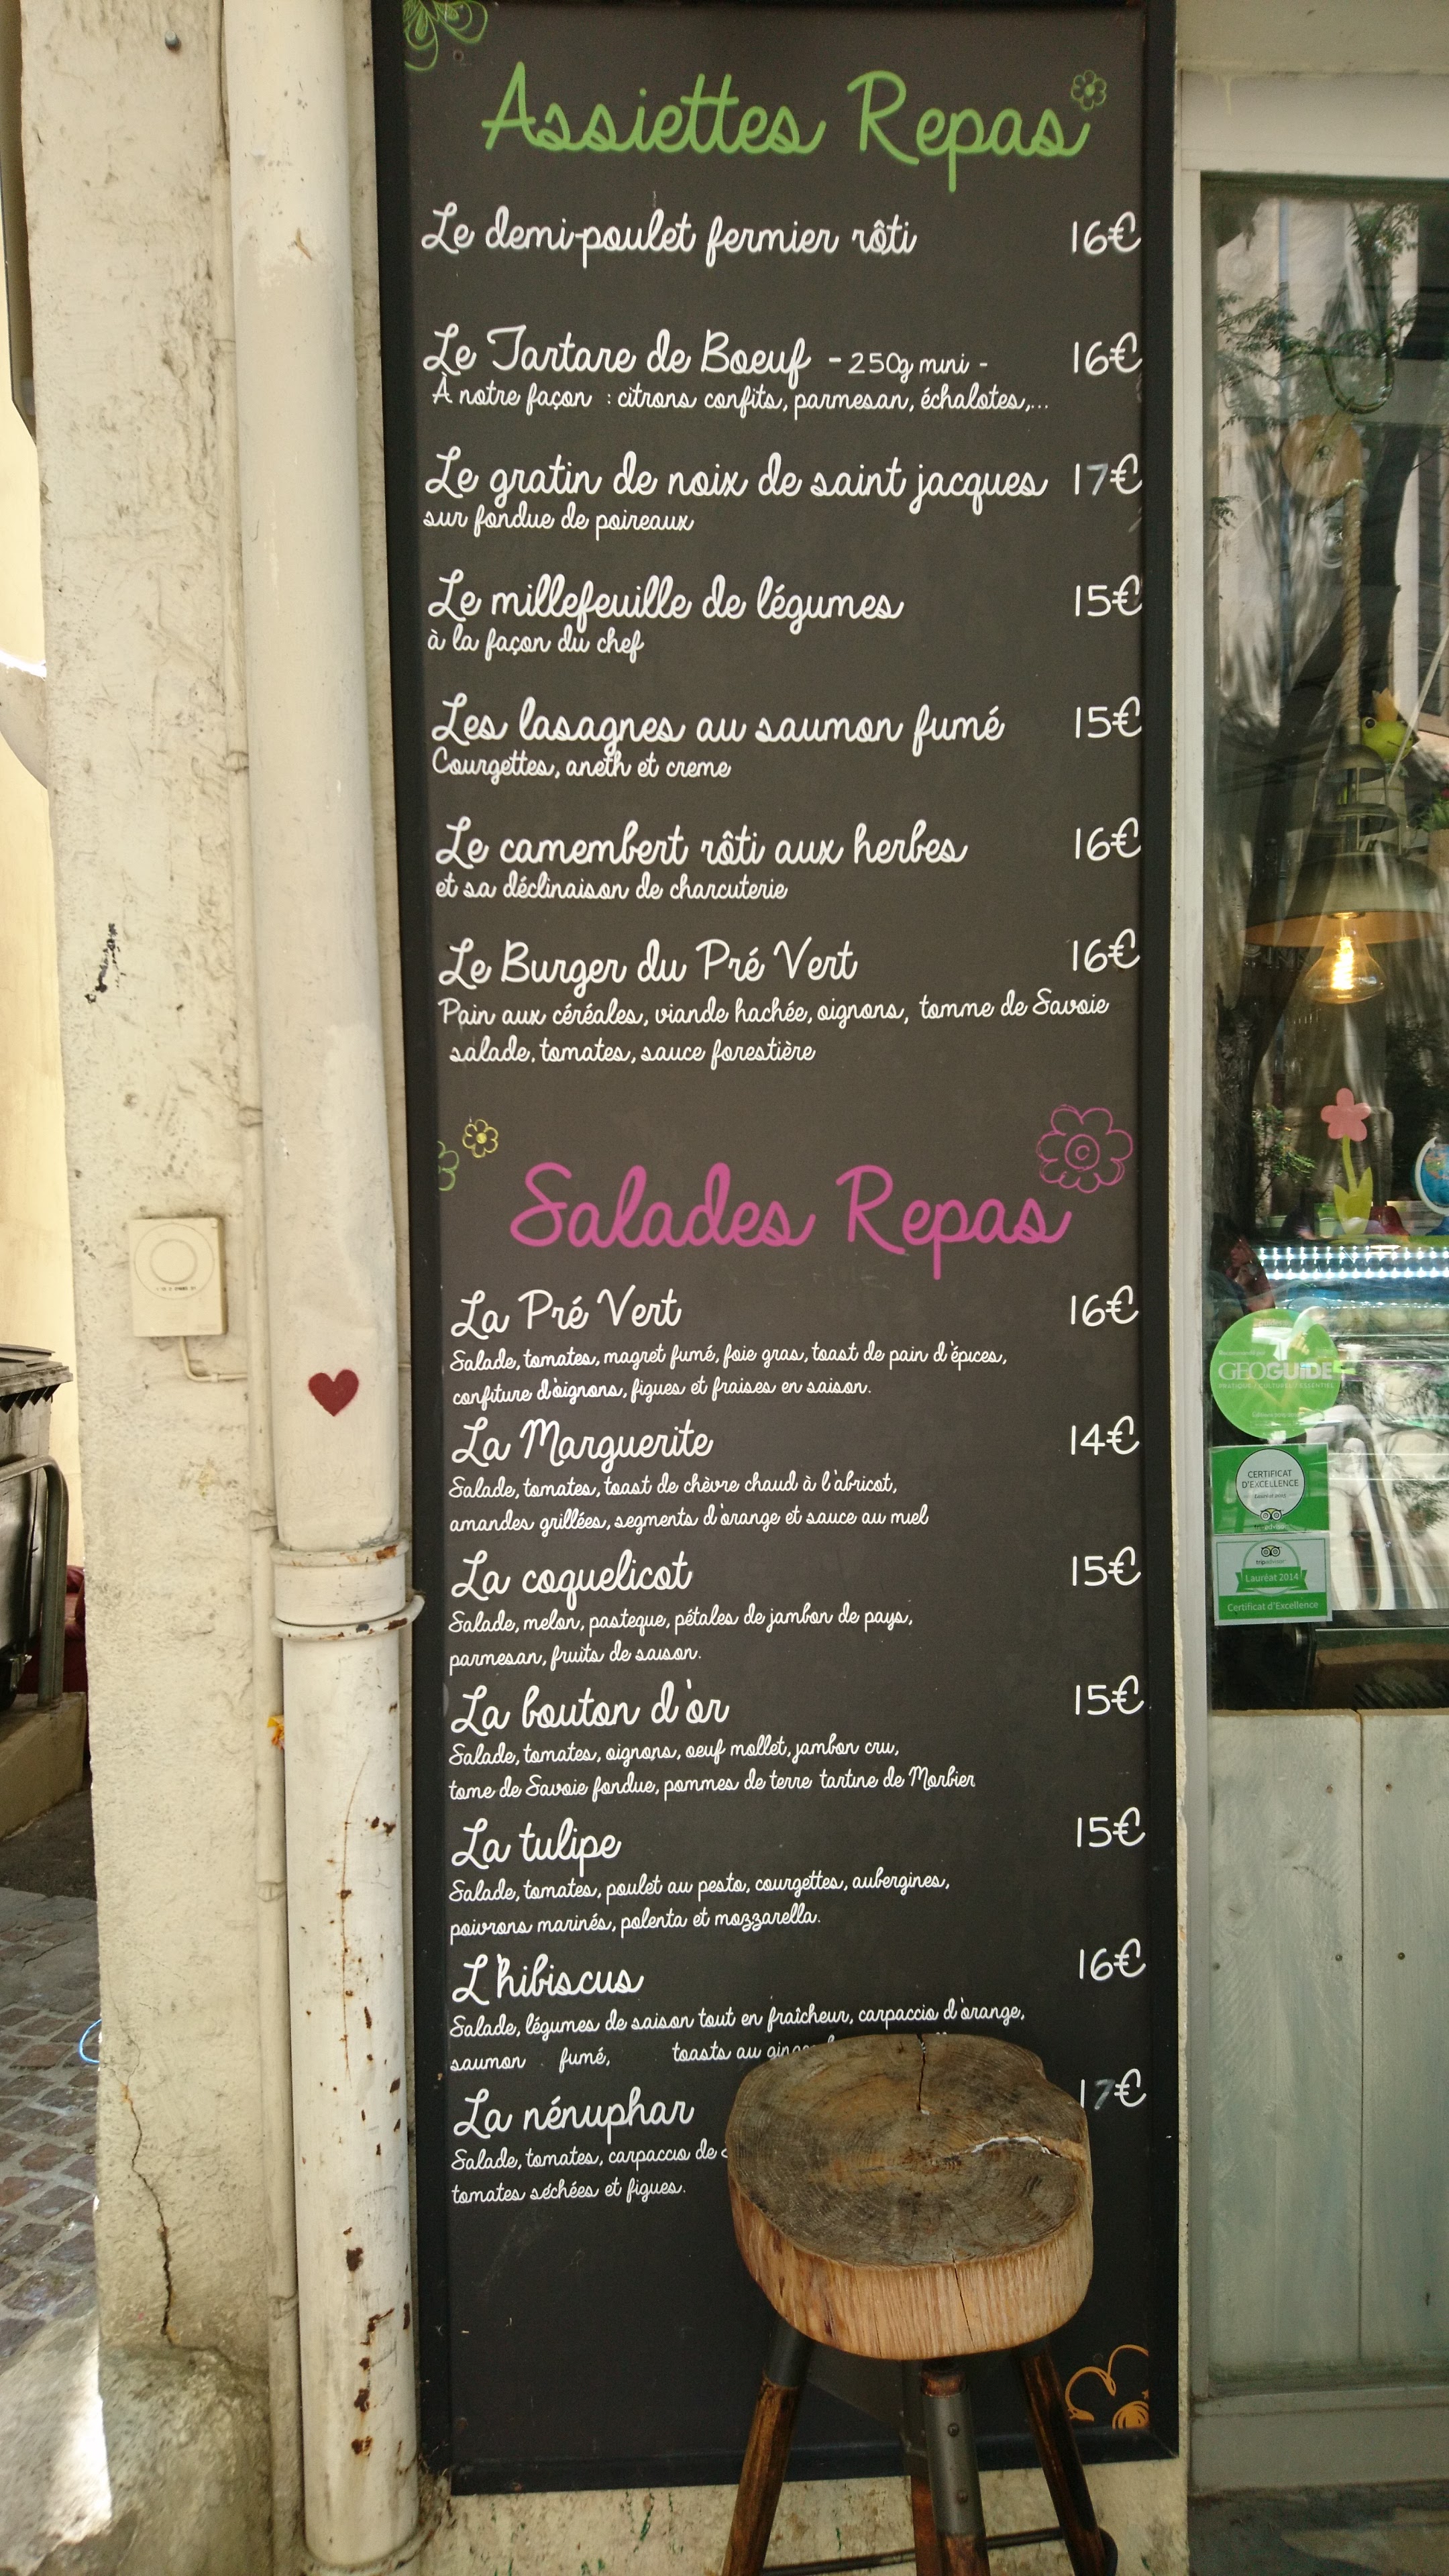 Assiettes Repas
Le demi-poulet fermier rôti 16€
Le Tartare de Boeuf - 250g mini - 16€
À notre façon : citrons confits, parmesan, échalotes,...
Le gratin de noix de saint jacques 17€
sur fondue de poireaux
Le millefeuille de légumes 15€
à la façon du chef
Les lasagnes au saumon fumé 15€
Courgettes, aneth et creme
Le camembert rôti aux herbes 16€
et sa déclinaison de charcuterie
Le Burger du Pré Vert 16€
Pain aux céréales, viande hachée, oignons, tomme de Savoie
salade, tomates, sauce forestière
Salades Repas
La Pré Vert 16€
Salade, tomates, magret fumé, foie gras, toast de pain d'épices,
confiture d'oignons, figues et fraises en saison.
La Marguerite 14€
Salade, tomates, toast de chèvre chaud à l'abricot,
amandes grillées, segments d'orange et sauce au miel
La coquelicot 15€
Salade, melon, pasteque, pétales de jambon de pays,
parmesan, fruits de saison.
La bouton d'or 15€
Salade, tomates, oignons, oeuf mollet, jambon cru,
tome de Savoie fondue, pommes de terre tartine de Morbier
La tulipe 15€
Salade, tomates, poulet au pesto, courgettes, aubergines,
poivrons marinés, polenta et mozzarella.
L'hibiscus 16€
Salade, légumes de saison tout en fraîcheur, carpaccio d'orange,
saumon fumé, toasts au
La nénuphar 17€
Salade, tomates, carpaccio de
tomates séchées et figues.
GEOGUIDE
CERTIFICAT
D'EXCELLENCE
tripadvisor
Lauréat 2014
Certificat d'Excellence